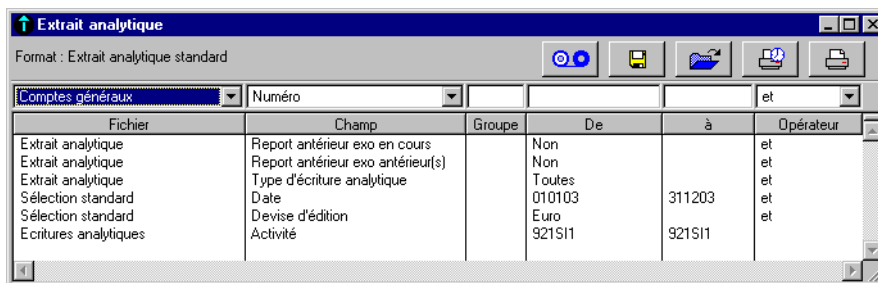 Extrait analytique
Format : Extrait analytique standard
Comptes généraux Numéro et
Fichier Champ Groupe De à Opérateur
Extrait analytique Report antérieur exo en cours Non et
Extrait analytique Report antérieur exo antérieur(s) Non et
Extrait analytique Type d'écriture analytique Toutes et
Sélection standard Date 010103 311203 et
Sélection standard Devise d'édition Euro et
Ecritures analytiques Activité 921SI1 921SI1